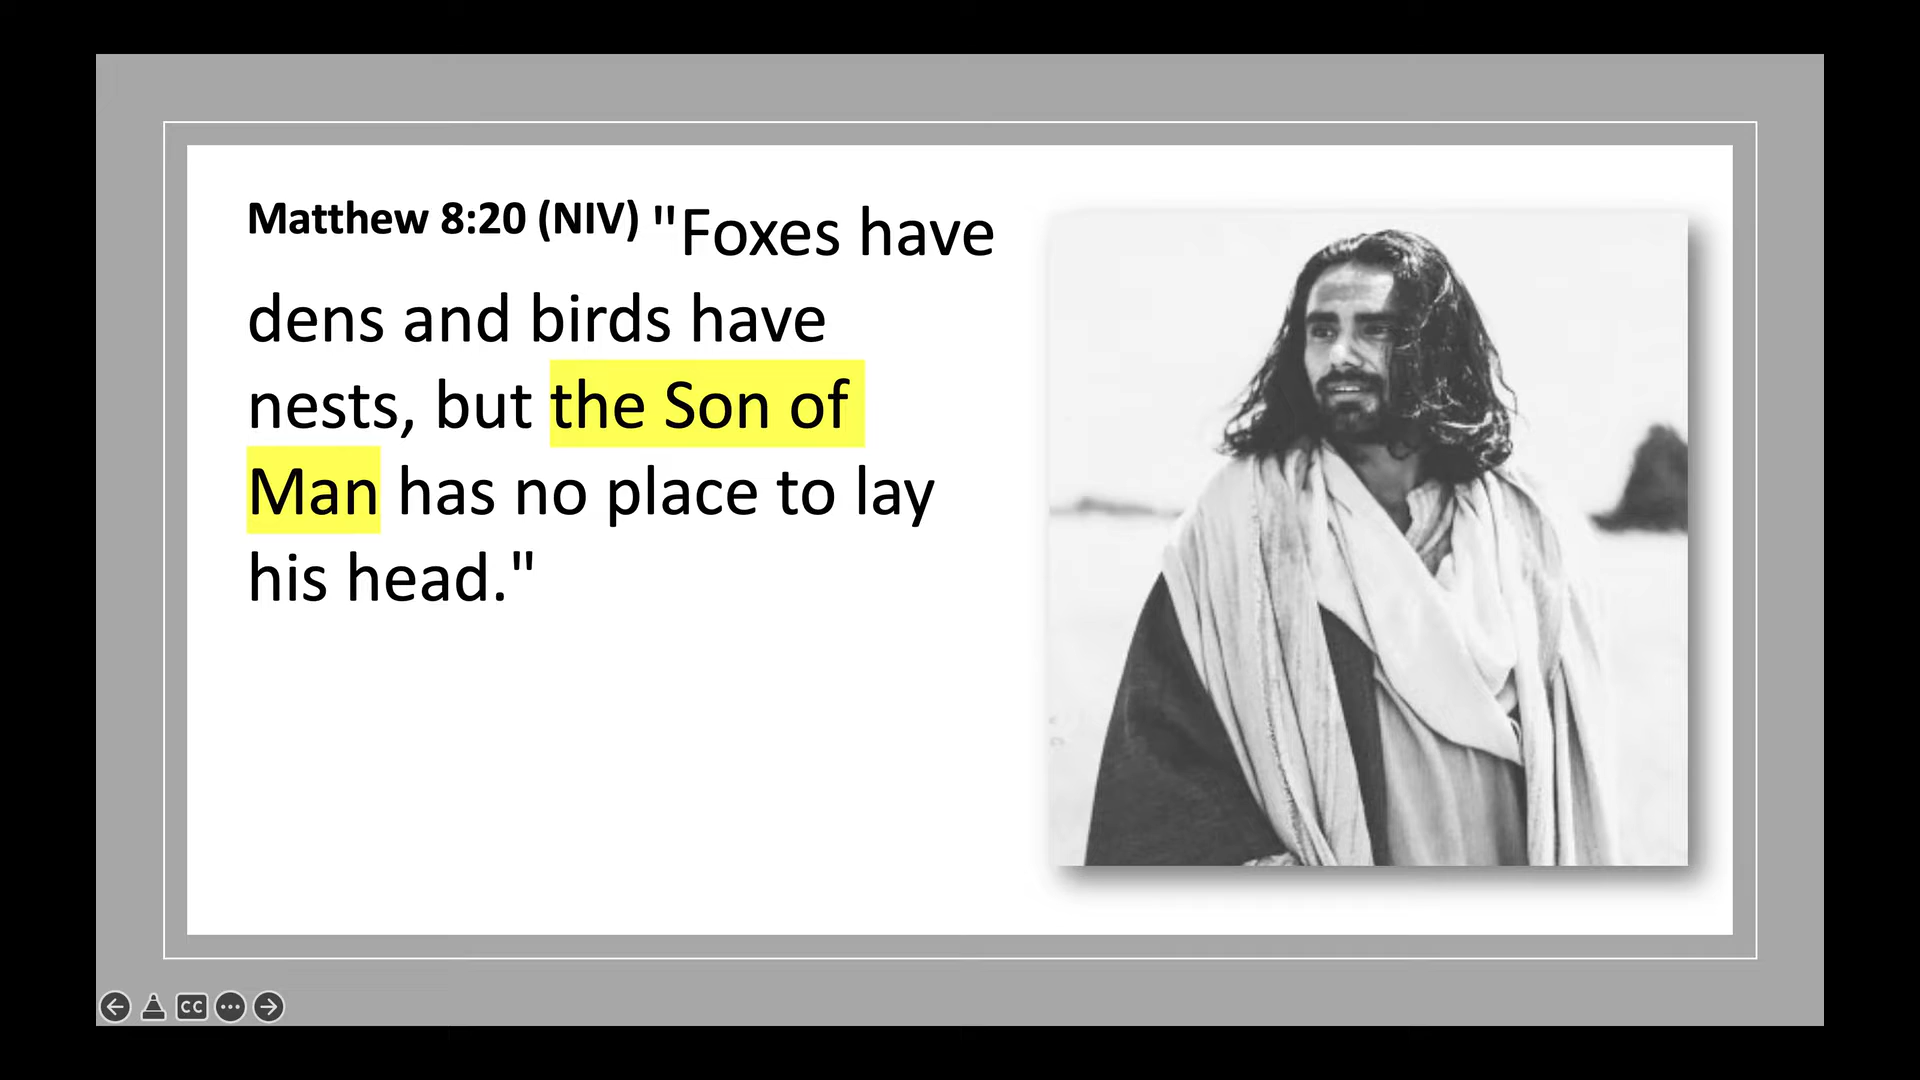 Matthew 8:20 (NIV) "Foxes have
dens and birds have
nests, but the Son of
Man has no place to lay
his head."
CC